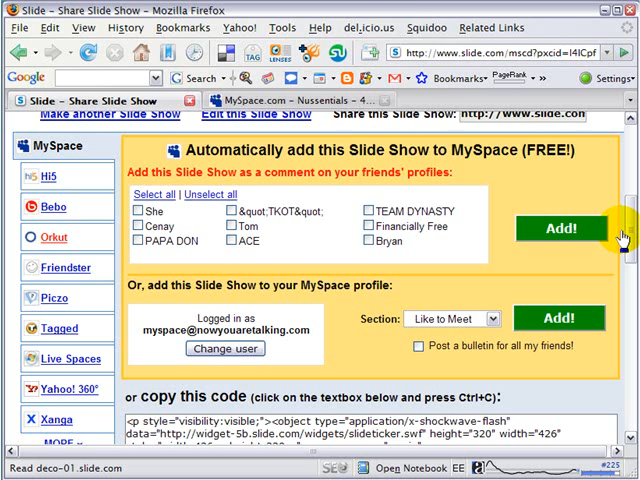 Slide - Share Slide Show - Mozilla Firefox
File Edit View History Bookmarks Yahoo! Tools Help del.icio.us Squidoo Related Links
TAG LENSES http://www.slide.com/mscd?pxcid=I4ICpf
Google Search Bookmarks PageRank Settings
Slide - Share Slide Show MySpace.com - Nussentials - 4...
Make another Slide Show Edit this Slide Show Share this Slide Show: http://www.slide.com
MySpace
Hi5
Bebo
Orkut
Friendster
Piczo
Tagged
Live Spaces
Yahoo! 360°
Xanga
MORE
Automatically add this Slide Show to MySpace (FREE!)
Add this Slide Show as a comment on your friends' profiles:
Select all | Unselect all
She &quot;TKOT&quot; TEAM DYNASTY
Cenay Tom Financially Free
PAPA DON ACE Bryan
Add!
Or, add this Slide Show to your MySpace profile:
Logged in as
myspace@nowyouaretalking.com
Change user
Section: Like to Meet Add!
Post a bulletin for all my friends!
or copy this code (click on the textbox below and press Ctrl+C):
<p style="visibility:visible;"><object type="application/x-shockwave-flash"
data="http://widget-5b.slide.com/widgets/slideticker.swf" height="320" width="426"
Read deco-01.slide.com SEO Open Notebook EE #225